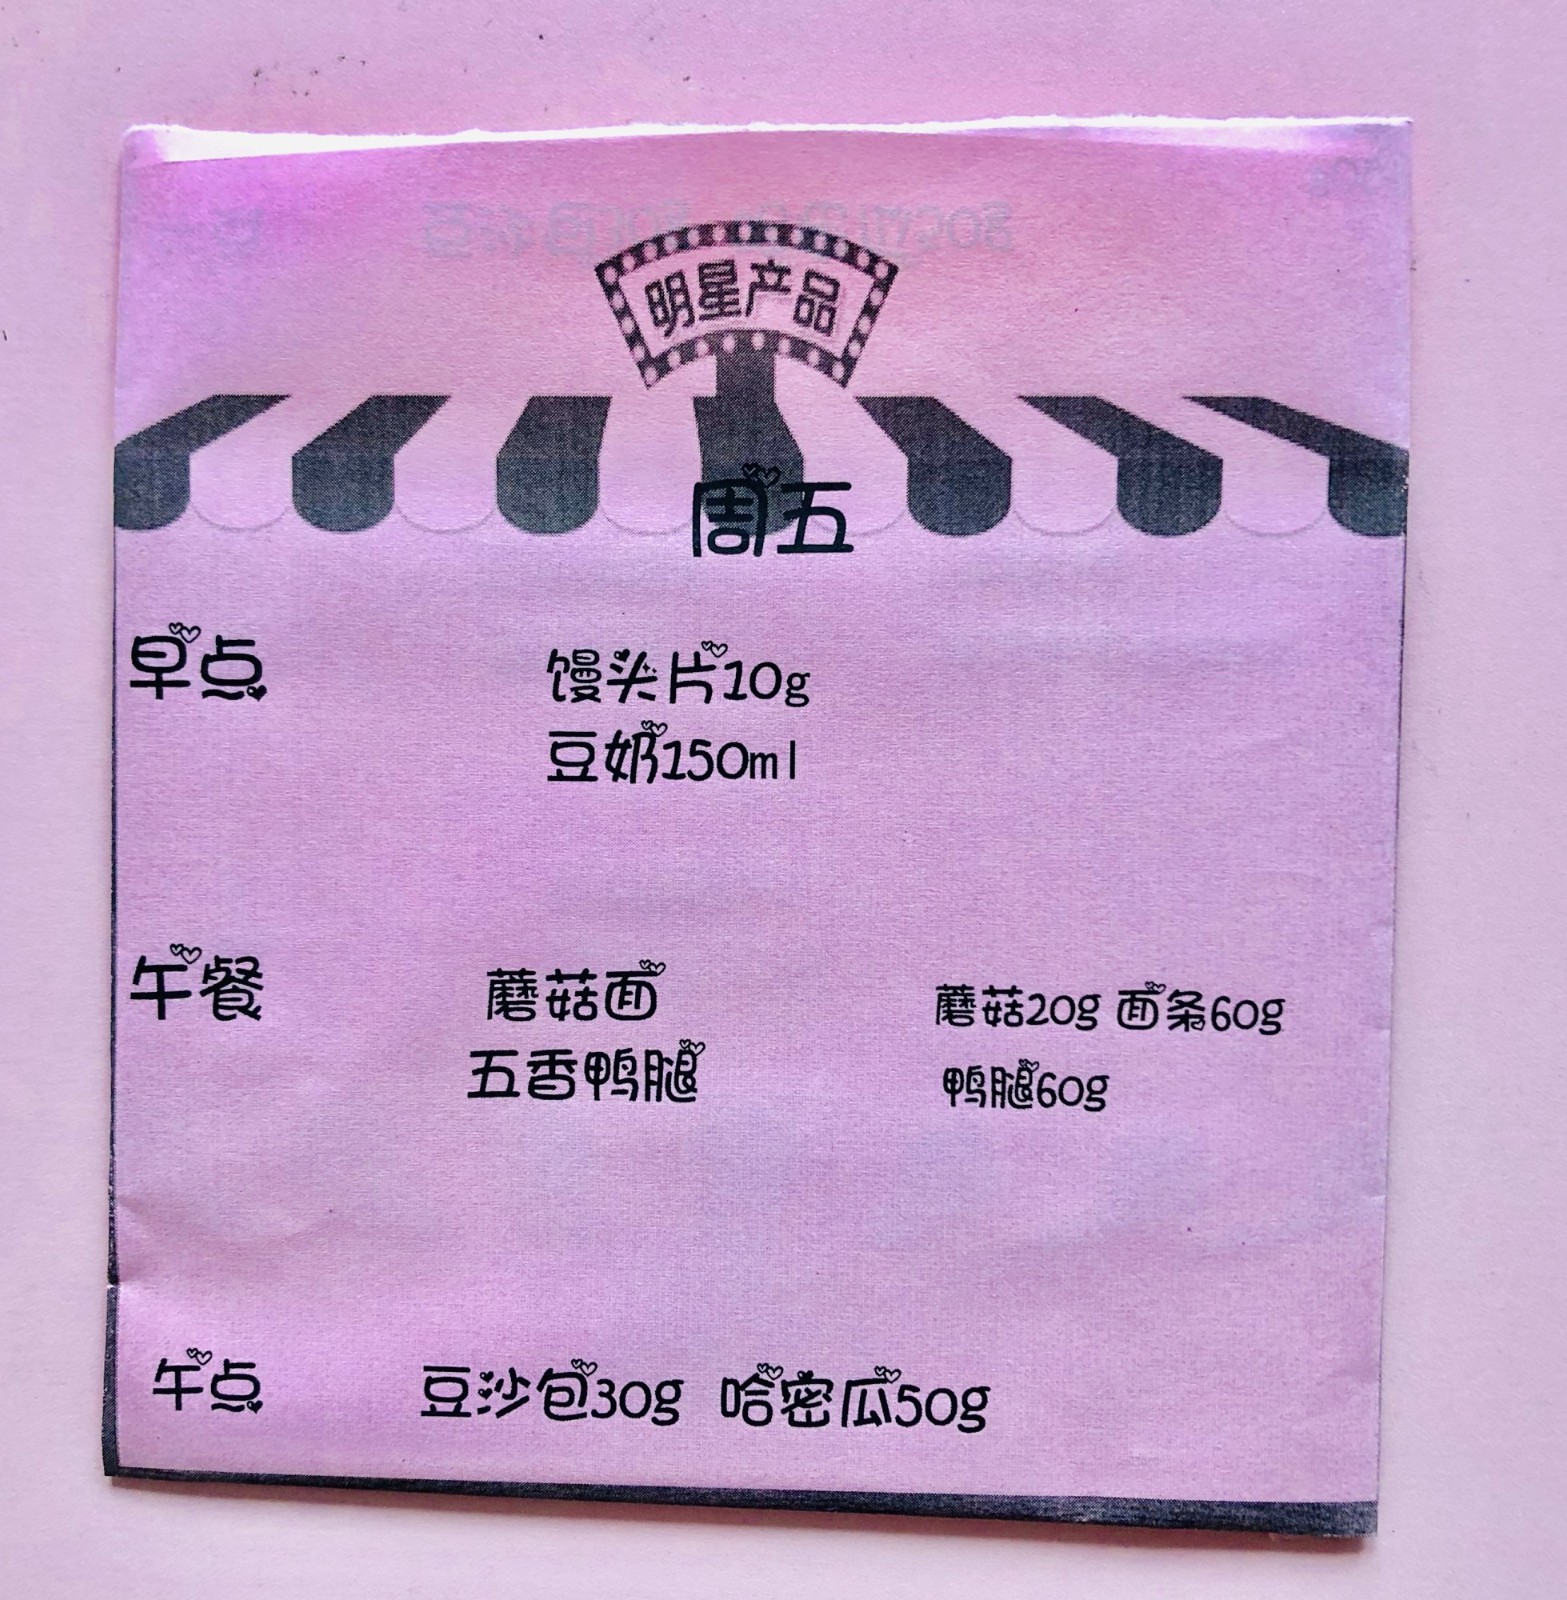 明星产品
周五
早点 馒头片10g
豆奶150ml
午餐 蘑菇面 蘑菇20g 面条60g
五香鸭腿 鸭腿60g
午点 豆沙包30g 哈密瓜50g